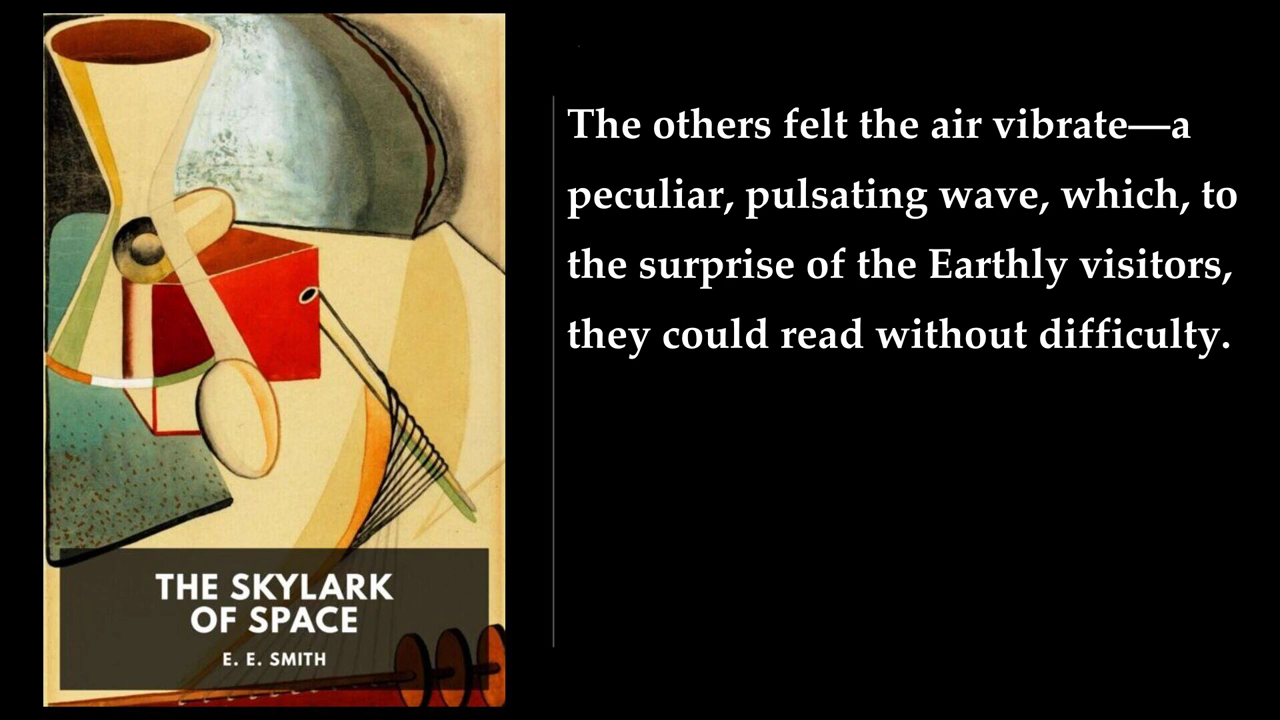 THE SKYLARK
OF SPACE
E. E. SMITH
The others felt the air vibrate—a
peculiar, pulsating wave, which, to
the surprise of the Earthly visitors,
they could read without difficulty.